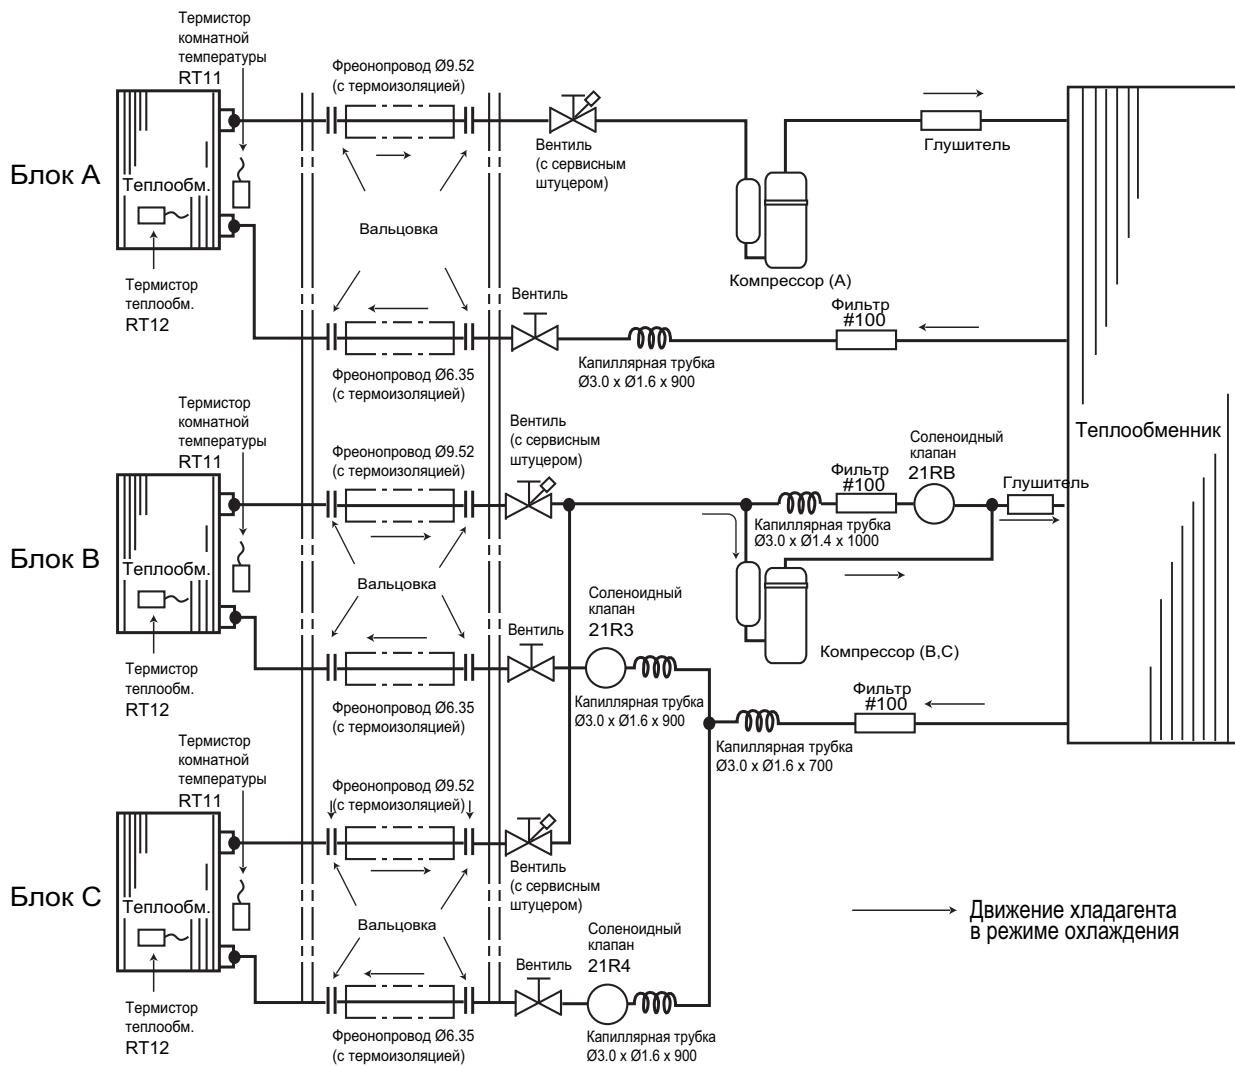 Термистор
комнатной
температуры
RT11
Фреонопровод Ø9.52
(с термоизоляцией)
Вентиль
(с сервисным
штуцером)
Глушитель
Блок A
Теплообм.
Вальцовка
Компрессор (A)
Термистор
теплообм.
RT12
Вентиль
Фильтр
#100
Капиллярная трубка
Ø3.0 x Ø1.6 x 900
Фреонопровод Ø6.35
(с термоизоляцией)
Теплообменник
Термистор
комнатной
температуры
RT11
Фреонопровод Ø9.52
(с термоизоляцией)
Вентиль
(с сервисным
штуцером)
Фильтр
#100
Соленоидный
клапан
21RB
Глушитель
Капиллярная трубка
Ø3.0 x Ø1.4 x 1000
Блок B
Теплообм.
Вальцовка
Вентиль
Соленоидный
клапан
21R3
Компрессор (B,C)
Термистор
теплообм.
RT12
Фреонопровод Ø6.35
(с термоизоляцией)
Капиллярная трубка
Ø3.0 x Ø1.6 x 900
Фильтр
#100
Капиллярная трубка
Ø3.0 x Ø1.6 x 700
Термистор
комнатной
температуры
RT11
Фреонопровод Ø9.52
(с термоизоляцией)
Вентиль
(с сервисным
штуцером)
Блок C
Теплообм.
Вальцовка
Вентиль
Соленоидный
клапан
21R4
Термистор
теплообм.
RT12
Фреонопровод Ø6.35
(с термоизоляцией)
Капиллярная трубка
Ø3.0 x Ø1.6 x 900
Движение хладагента
в режиме охлаждения